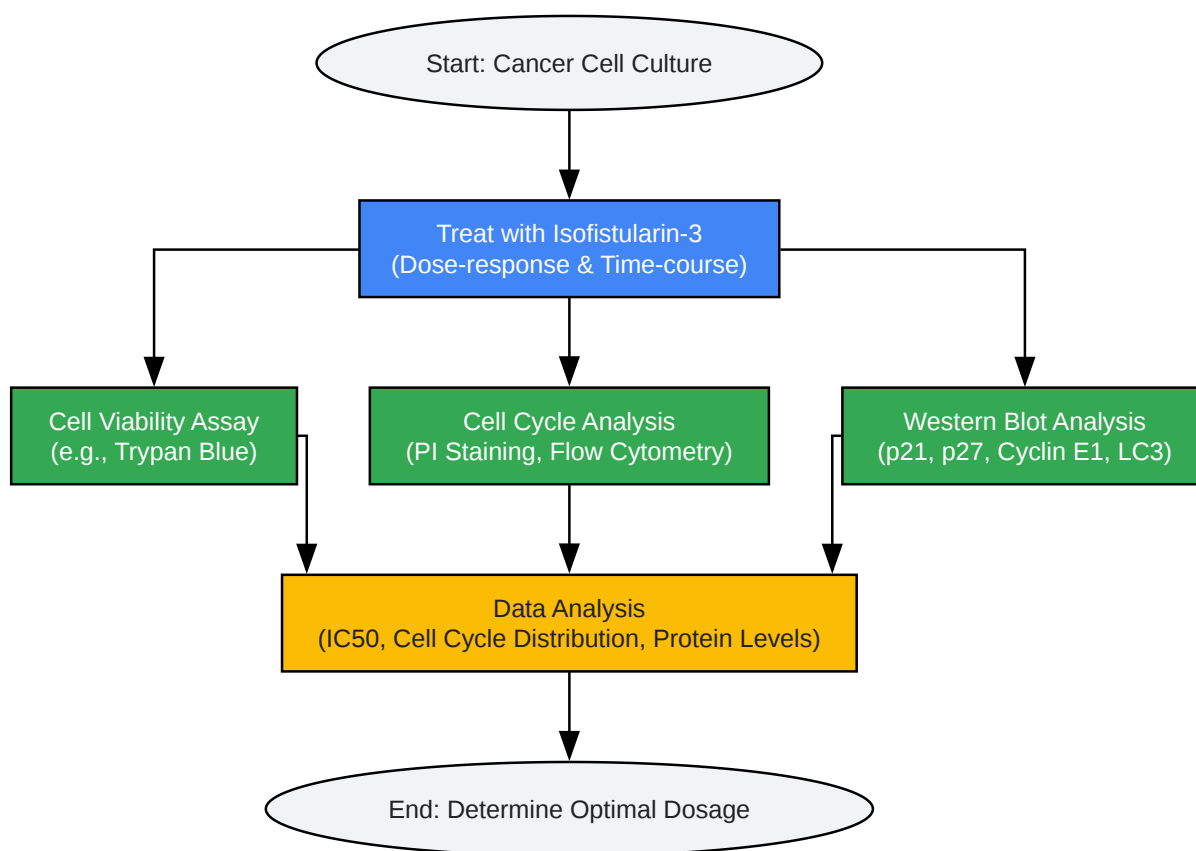 Start: Cancer Cell Culture
Treat with Isofistularin-3
(Dose-response & Time-course)
Cell Viability Assay
(e.g., Trypan Blue)
Cell Cycle Analysis
(PI Staining, Flow Cytometry)
Western Blot Analysis
(p21, p27, Cyclin E1, LC3)
Data Analysis
(IC50, Cell Cycle Distribution, Protein Levels)
End: Determine Optimal Dosage